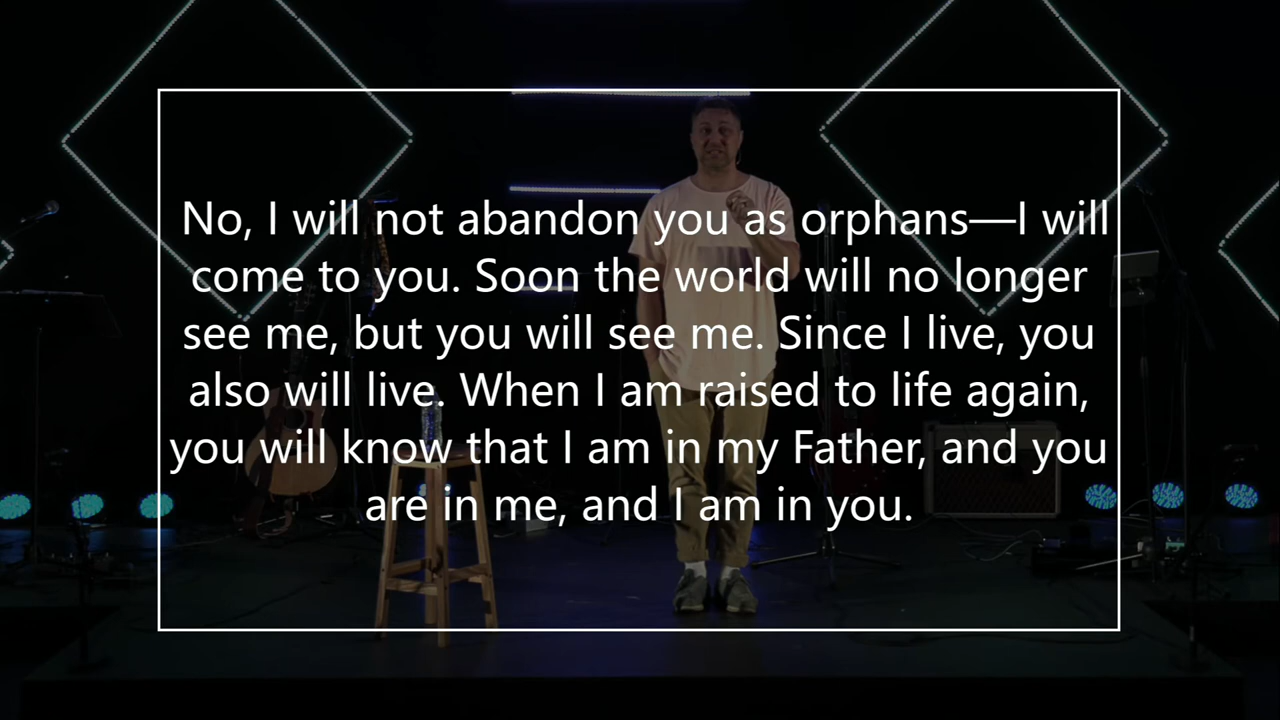 No, I will not abandon you as orphans—I will
come to you. Soon the world will no longer
see me, but you will see me. Since I live, you
also will live. When I am raised to life again,
you will know that I am in my Father, and you
are in me, and I am in you.